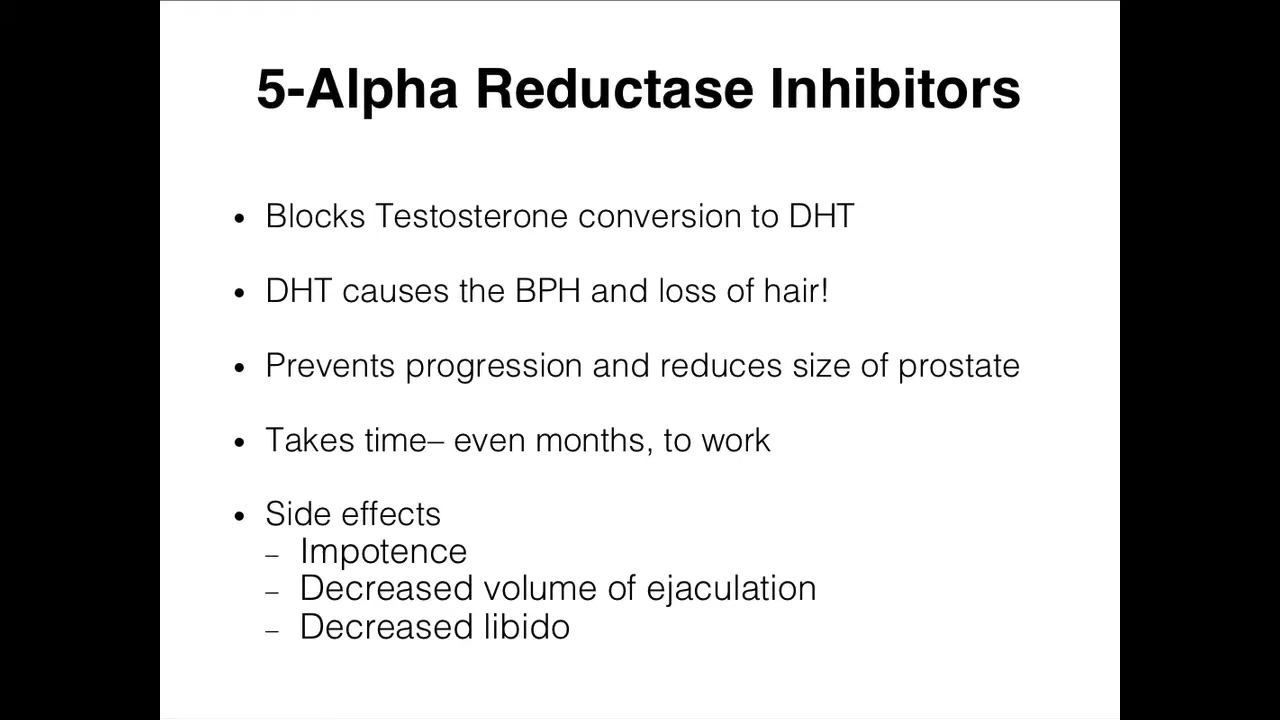 5-Alpha Reductase Inhibitors
• Blocks Testosterone conversion to DHT
• DHT causes the BPH and loss of hair!
• Prevents progression and reduces size of prostate
• Takes time– even months, to work
• Side effects
– Impotence
– Decreased volume of ejaculation
– Decreased libido